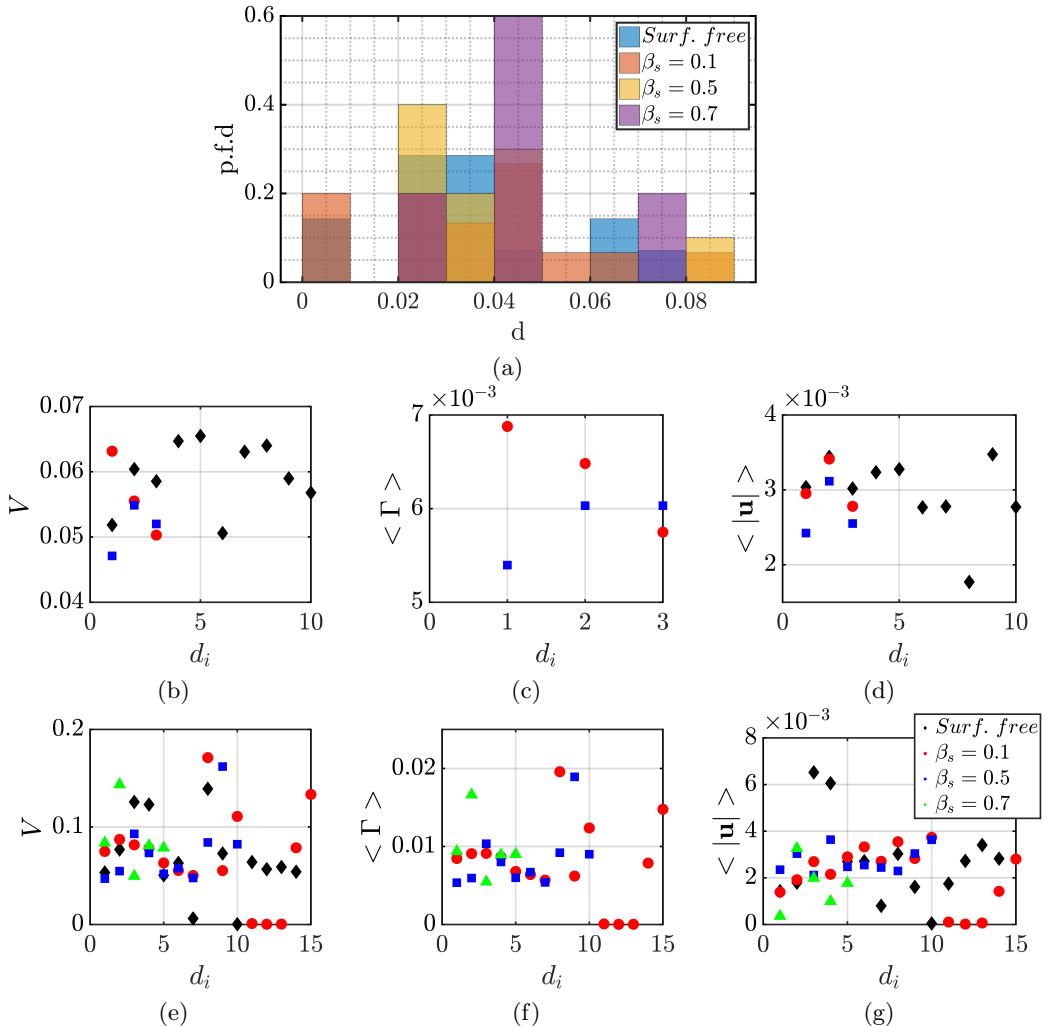 0.6
0.4
0.2
0
p.f.d
Surf. free
β_s = 0.1
β_s = 0.5
β_s = 0.7
0 0.02 0.04 0.06 0.08
d
(a)
0.07
0.06
0.05
0.04
V
0 5 10
d_i
(b)
×10^-3
7
6
5
< Γ >
0 1 2 3
d_i
(c)
×10^-3
4
3
2
< |u| >
0 5 10
d_i
(d)
0.2
0.1
0
V
0 5 10 15
d_i
(e)
0.02
0.01
0
< Γ >
0 5 10 15
d_i
(f)
×10^-3
8
6
4
2
0
< |u| >
Surf. free
β_s = 0.1
β_s = 0.5
β_s = 0.7
0 5 10 15
d_i
(g)